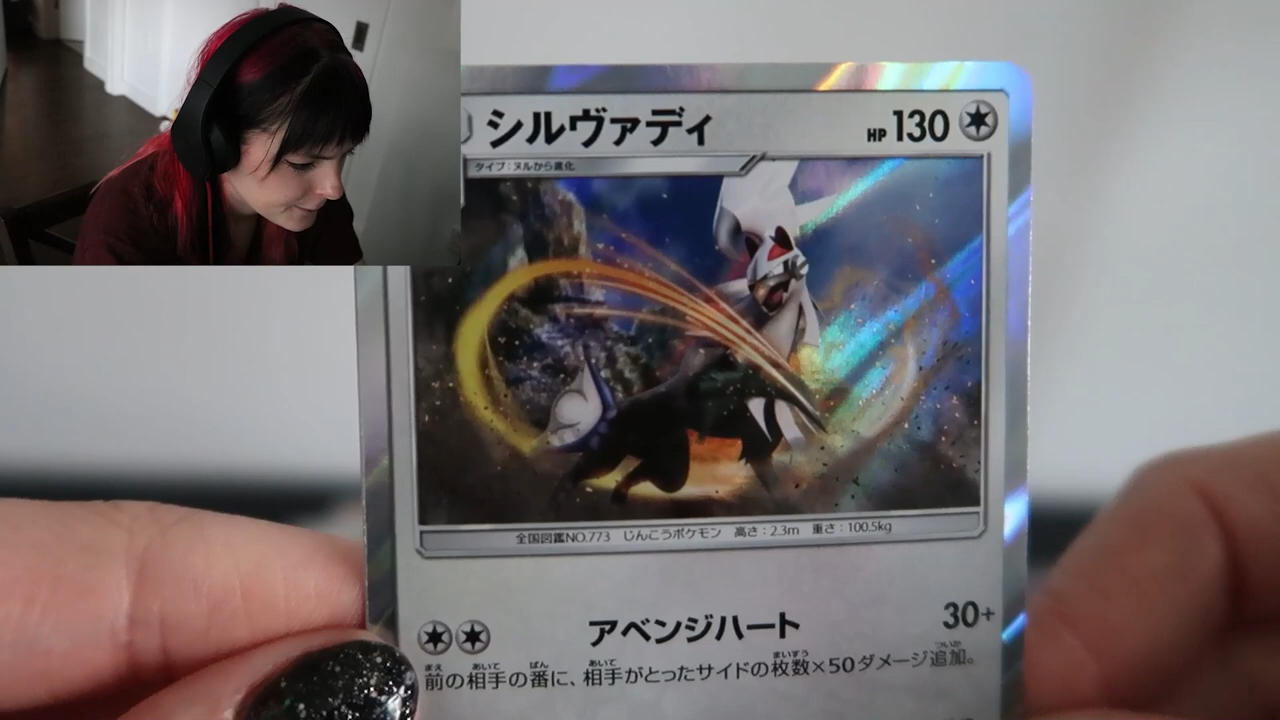 シルヴァディ HP 130
タイプ：ヌルから進化
全国図鑑NO.773 じんこうポケモン 高さ：2.3m 重さ：100.5kg
アベンジハート 30+
前の相手の番に、相手がとったサイドの枚数×50ダメージ追加。